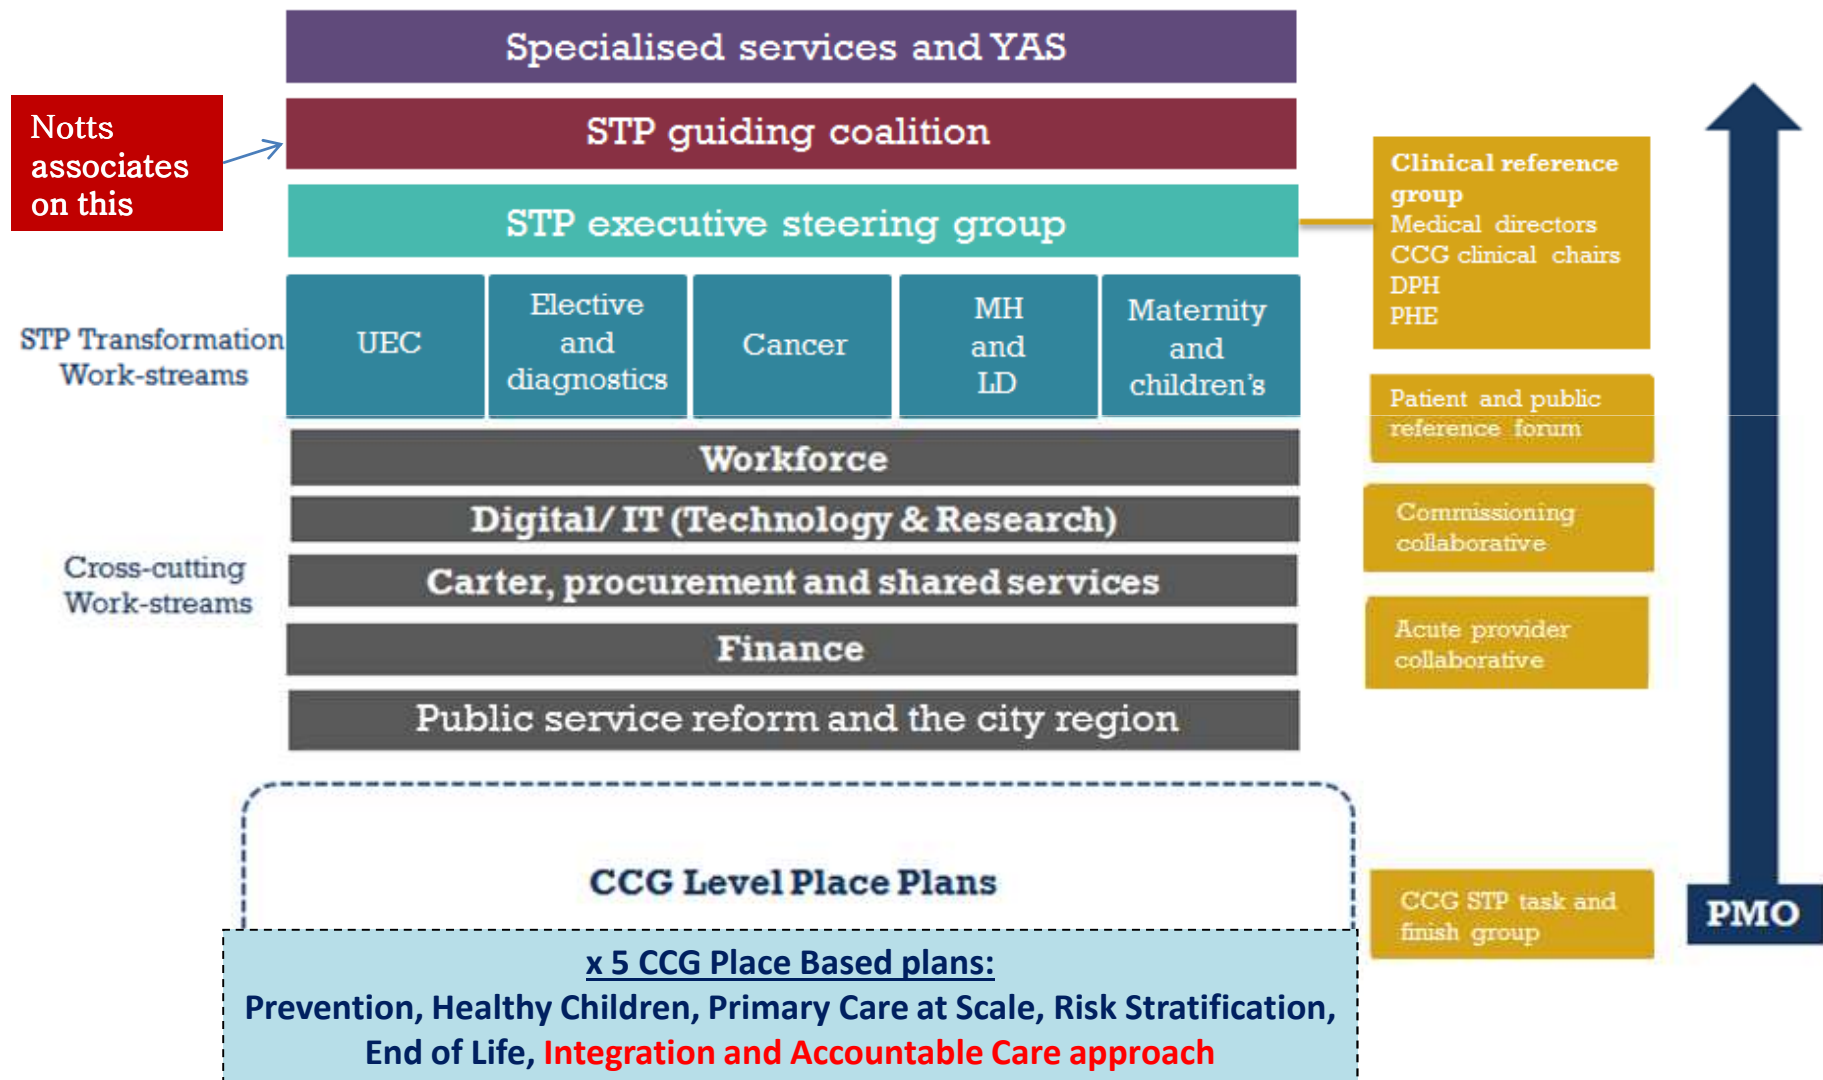 Specialised services and YAS
Notts
associates
on this
STP guiding coalition
STP executive steering group
Clinical reference
group
Medical directors
CCG clinical chairs
DPH
PHE
STP Transformation
Work-streams
UEC
Elective
and
diagnostics
Cancer
MH
and
LD
Maternity
and
children's
Patient and public
reference forum
Workforce
Digital/ IT (Technology & Research)
Commissioning
collaborative
Cross-cutting
Work-streams
Carter, procurement and shared services
Finance
Acute provider
collaborative
Public service reform and the city region
CCG Level Place Plans
CCG STP task and
finish group
PMO
x 5 CCG Place Based plans:
Prevention, Healthy Children, Primary Care at Scale, Risk Stratification,
End of Life, Integration and Accountable Care approach